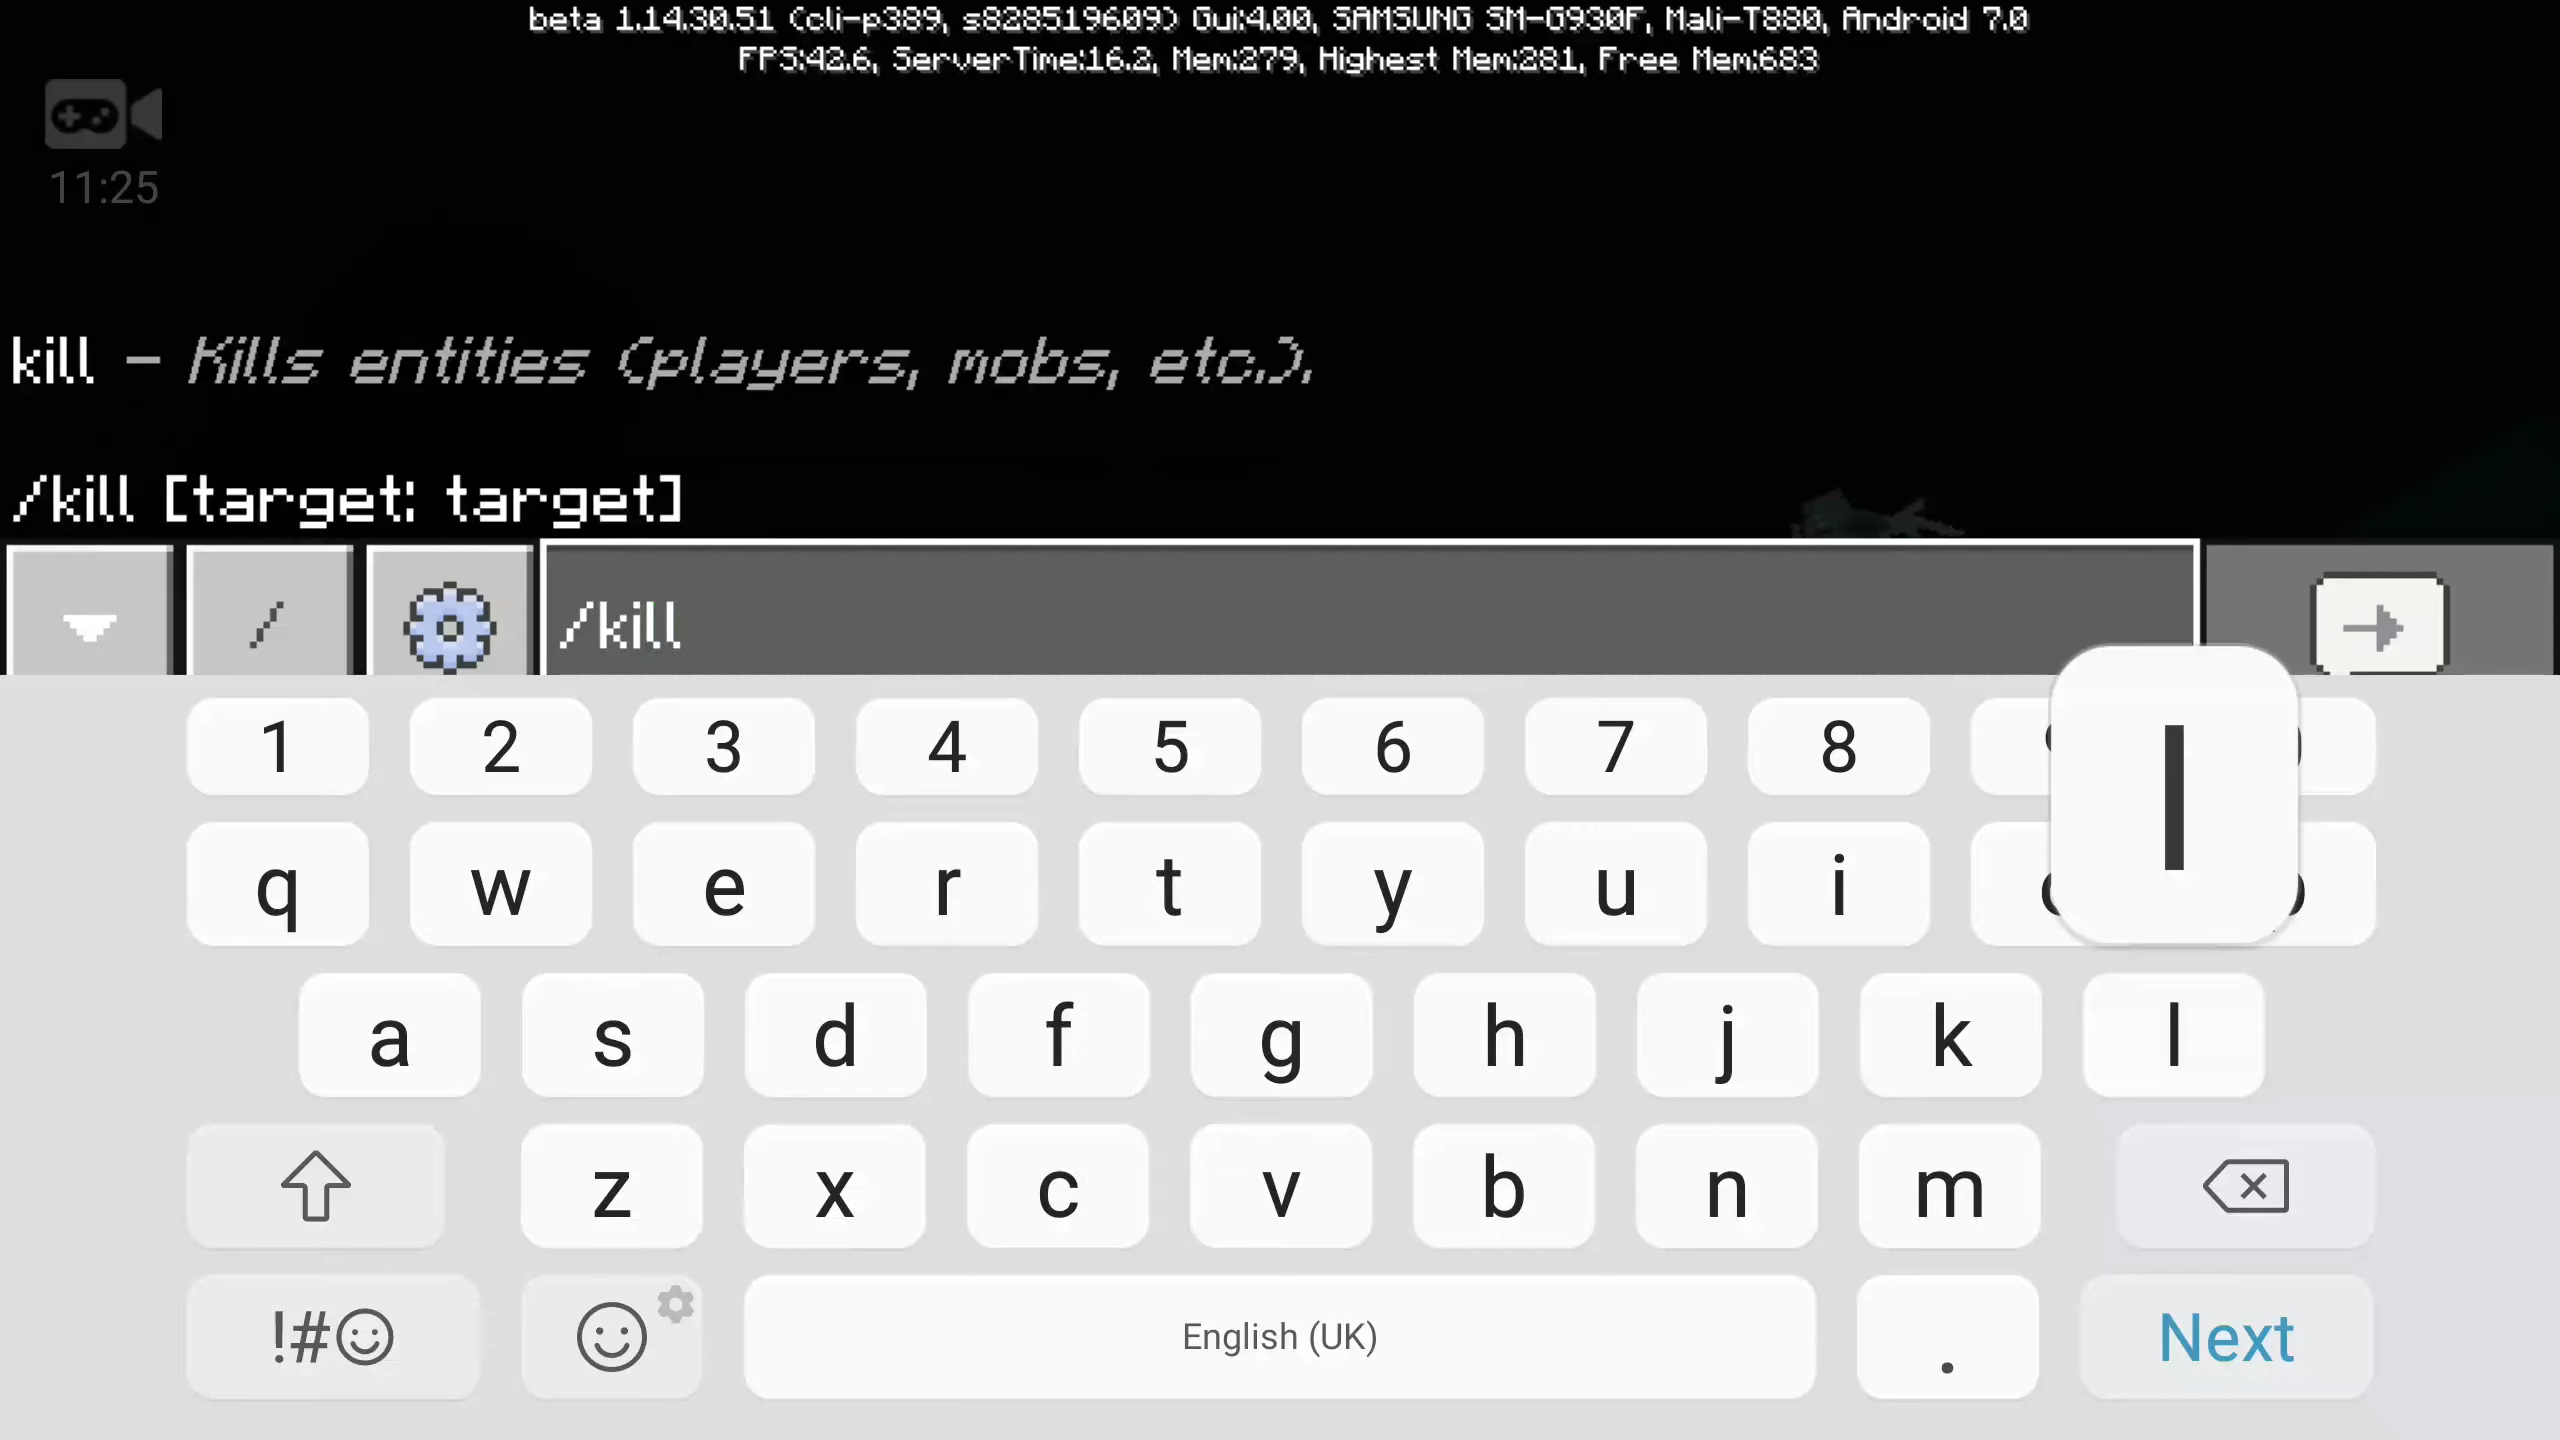 beta 1.14.30.51 (cli-p389, s828519609) Gui:4.00, SAMSUNG SM-G930F, Mali-T880, Android 7.0
FPS:42.6, ServerTime:16.2, Mem:279, Highest Mem:281, Free Mem:683
11:25
kill - Kills entities (players, mobs, etc.).
/kill [target: target]
/ /kill
1 2 3 4 5 6 7 8
q w e r t y u i
l
a s d f g h j k l
z x c v b n m
!#☺ English (UK) . Next